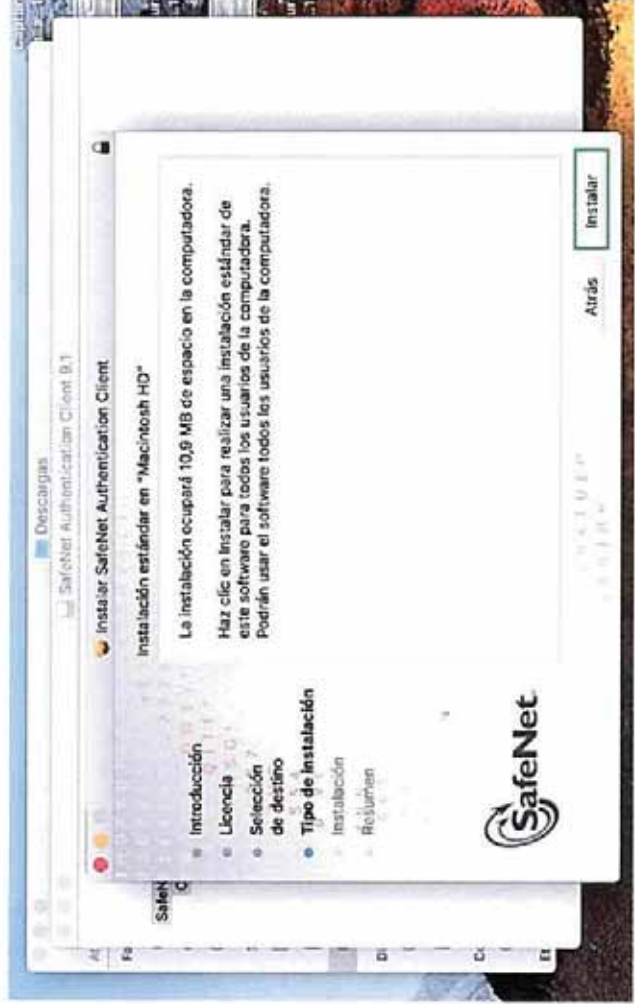 Descargas
SafeNet Authentication Client 9.1
Instalar SafeNet Authentication Client
Instalación estándar en "Macintosh HD"
Introducción
Licencia
Selección
de destino
Tipo de instalación
Instalación
Resumen
La instalación ocupará 10,9 MB de espacio en la computadora.
Haz clic en Instalar para realizar una instalación estándar de
este software para todos los usuarios de la computadora.
Podrán usar el software todos los usuarios de la computadora.
SafeNet
Atrás
Instalar